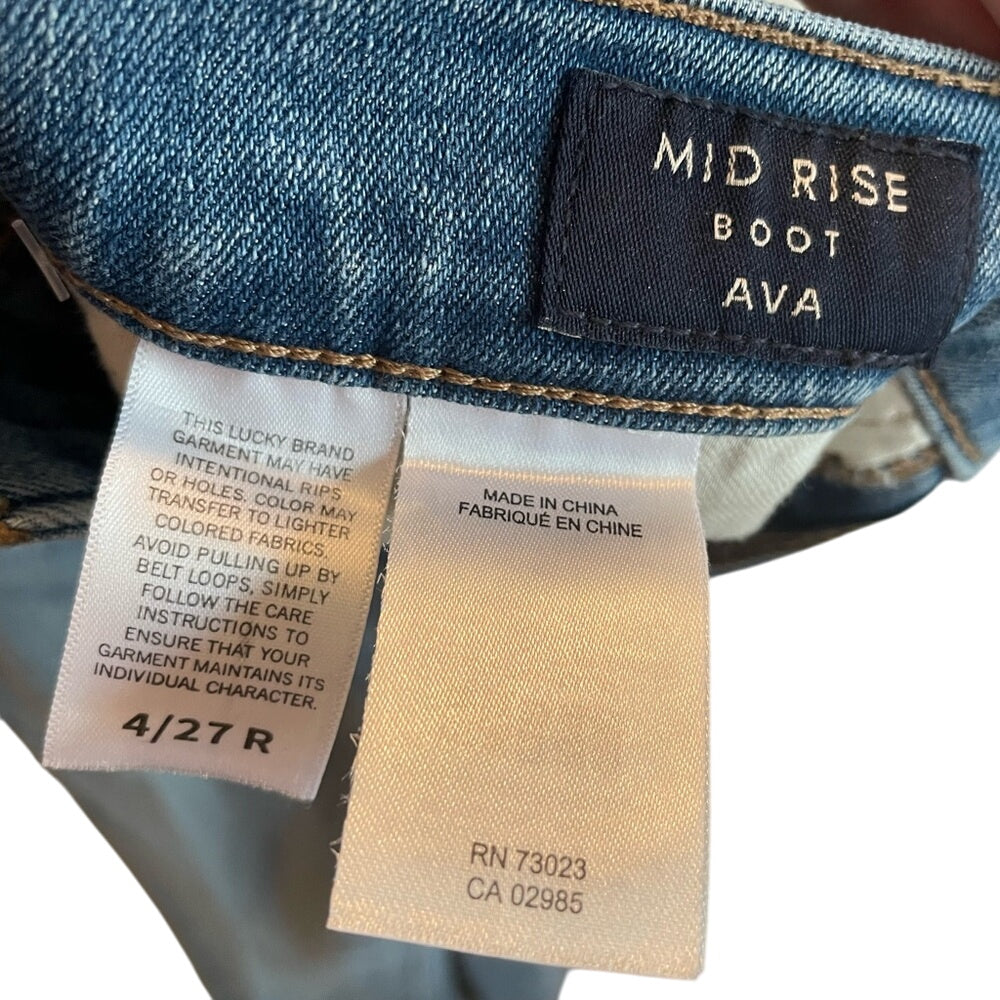 MID RISE
BOOT
AVA
THIS LUCKY BRAND
GARMENT MAY HAVE
INTENTIONAL RIPS
OR HOLES. COLOR MAY
TRANSFER TO LIGHTER
COLORED FABRICS.
AVOID PULLING UP BY
BELT LOOPS, SIMPLY
FOLLOW THE CARE
INSTRUCTIONS TO
ENSURE THAT YOUR
GARMENT MAINTAINS ITS
INDIVIDUAL CHARACTER.
4/27 R
MADE IN CHINA
FABRIQUÉ EN CHINE
RN 73023
CA 02985